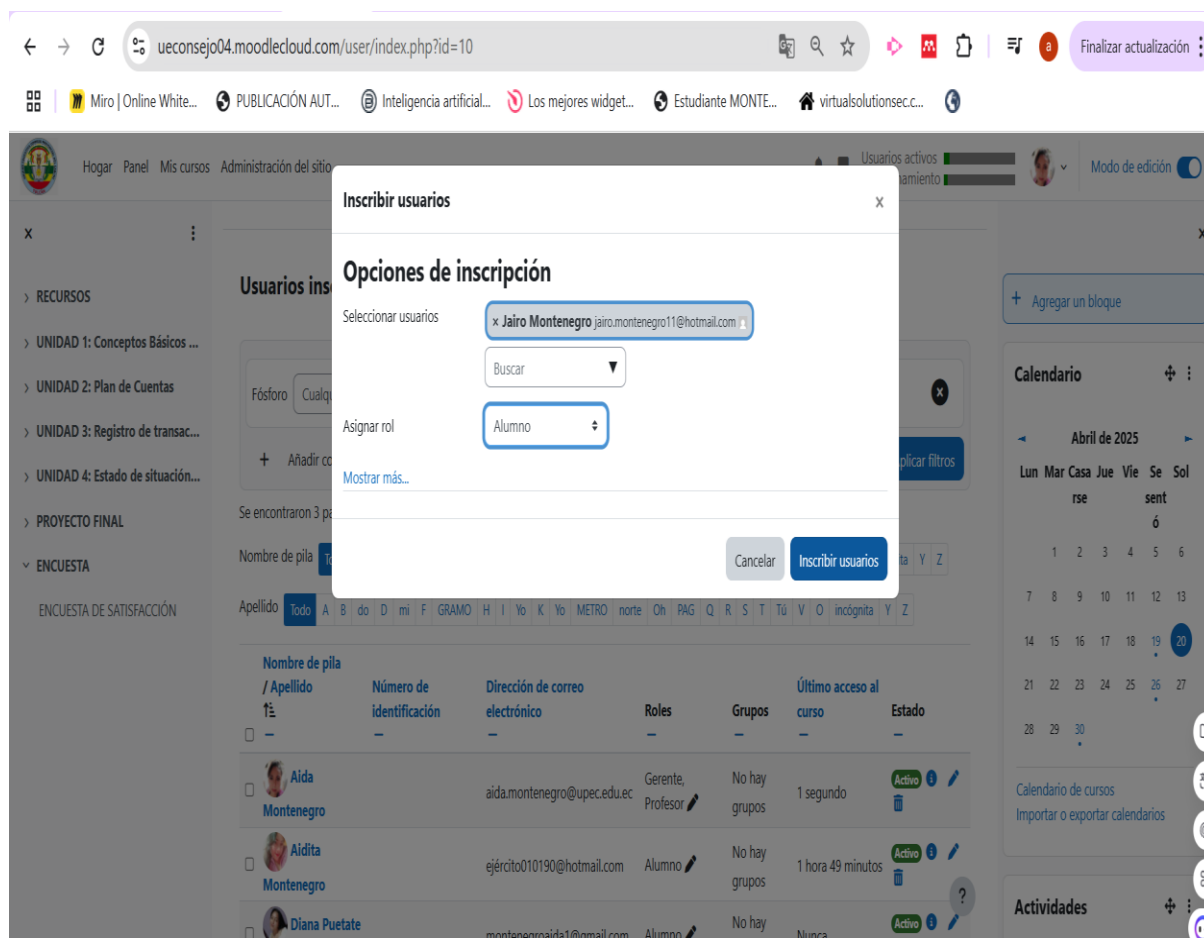 ueconsejo04.moodlecloud.com/user/index.php?id=10
a
Finalizar actualización
Miro | Online White...
PUBLICACIÓN AUT...
Inteligencia artificial...
Los mejores widget...
Estudiante MONTE...
virtualsolutionsec.c...
Hogar Panel Mis cursos Administración del sitio
Usuarios activos
namiento
Modo de edición
Inscribir usuarios
x
Opciones de inscripción
Seleccionar usuarios
× Jairo Montenegro jairo.montenegro11@hotmail.com
Buscar
Asignar rol
Alumno
Mostrar más...
Cancelar
Inscribir usuarios
x
RECURSOS
UNIDAD 1: Conceptos Básicos ...
UNIDAD 2: Plan de Cuentas
UNIDAD 3: Registro de transac...
UNIDAD 4: Estado de situación...
PROYECTO FINAL
ENCUESTA
ENCUESTA DE SATISFACCIÓN
Usuarios ins
Fósforo Cualqu
+ Añadir co
plicar filtros
Se encontraron 3 pa
Nombre de pila To
ita Y Z
Apellido Todo A B do D mi F GRAMO H I Yo K Yo METRO norte Oh PAG Q R S T Tú V O incógnita Y Z
Nombre de pila
/ Apellido
Número de
identificación
Dirección de correo
electrónico
Roles
Grupos
Último acceso al
curso
Estado
Aida
Montenegro
aida.montenegro@upec.edu.ec
Gerente,
Profesor
No hay
grupos
1 segundo
Activo
Aidita
Montenegro
ejército010190@hotmail.com
Alumno
No hay
grupos
1 hora 49 minutos
Activo
?
Diana Puetate
montenegroaida1@gmail.com
Alumno
No hay
Nunca
Activo
x
+ Agregar un bloque
Calendario
Abril de 2025
Lun Mar Casa Jue Vie Se Sol
rse sent
ó
1 2 3 4 5 6
7 8 9 10 11 12 13
14 15 16 17 18 19 20
21 22 23 24 25 26 27
28 29 30
Calendario de cursos
Importar o exportar calendarios
Actividades